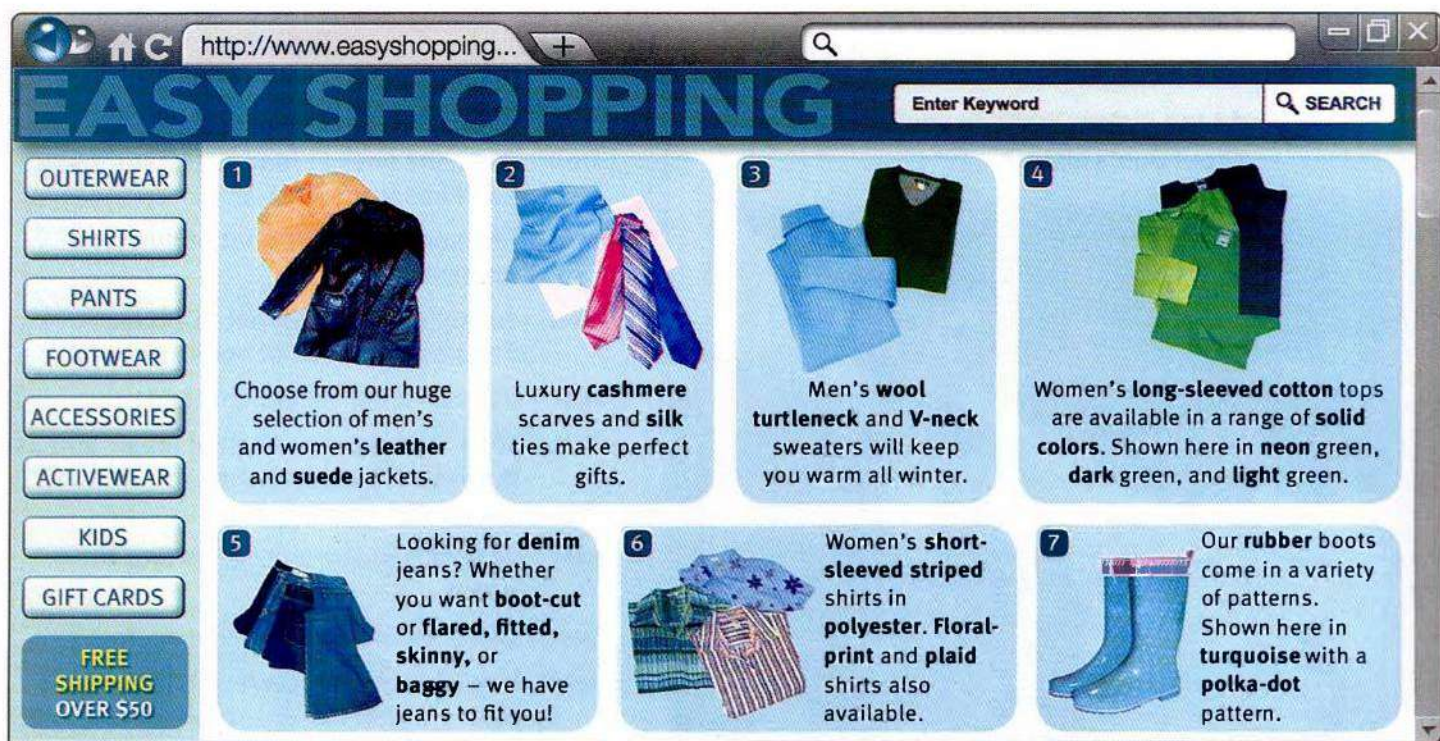 http://www.easyshopping...
EASY SHOPPING
Enter Keyword
SEARCH
OUTERWEAR
SHIRTS
PANTS
FOOTWEAR
ACCESSORIES
ACTIVEWEAR
KIDS
GIFT CARDS
FREE
SHIPPING
OVER $50
1
Choose from our huge
selection of men's
and women's leather
and suede jackets.
2
Luxury cashmere
scarves and silk
ties make perfect
gifts.
3
Men's wool
turtleneck and V-neck
sweaters will keep
you warm all winter.
4
Women's long-sleeved cotton tops
are available in a range of solid
colors. Shown here in neon green,
dark green, and light green.
5
Looking for denim
jeans? Whether
you want boot-cut
or flared, fitted,
skinny, or
baggy – we have
jeans to fit you!
6
Women's short-
sleeved striped
shirts in
polyester. Floral-
print and plaid
shirts also
available.
7
Our rubber boots
come in a variety
of patterns.
Shown here in
turquoise with a
polka-dot
pattern.